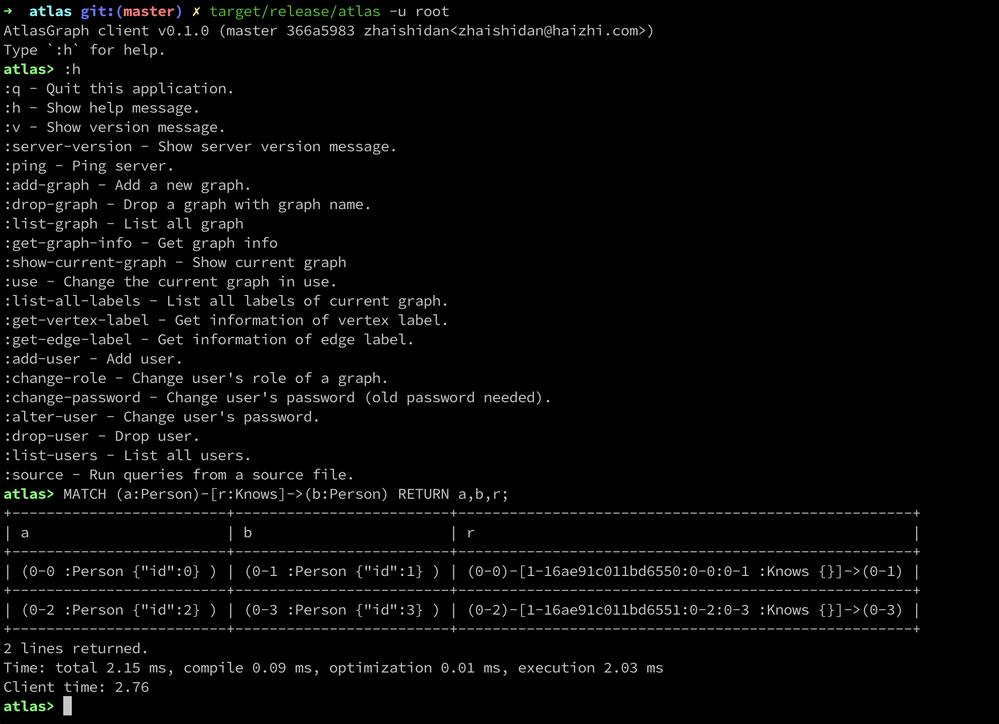 ➜  atlas git:(master) ✗ target/release/atlas -u root
AtlasGraph client v0.1.0 (master 366a5983 zhaishidan<zhaishidan@haizhi.com>)
Type `:h` for help.
atlas> :h
:q - Quit this application.
:h - Show help message.
:v - Show version message.
:server-version - Show server version message.
:ping - Ping server.
:add-graph - Add a new graph.
:drop-graph - Drop a graph with graph name.
:list-graph - List all graph
:get-graph-info - Get graph info
:show-current-graph - Show current graph
:use - Change the current graph in use.
:list-all-labels - List all labels of current graph.
:get-vertex-label - Get information of vertex label.
:get-edge-label - Get information of edge label.
:add-user - Add user.
:change-role - Change user's role of a graph.
:change-password - Change user's password (old password needed).
:alter-user - Change user's password.
:drop-user - Drop user.
:list-users - List all users.
:source - Run queries from a source file.
atlas> MATCH (a:Person)-[r:Knows]->(b:Person) RETURN a,b,r;
+-------------------------+-------------------------+-----------------------------------------------------+
| a                       | b                       | r                                                   |
+-------------------------+-------------------------+-----------------------------------------------------+
| (0-0 :Person {"id":0} ) | (0-1 :Person {"id":1} ) | (0-0)-[1-16ae91c011bd6550:0-0:0-1 :Knows {}]->(0-1) |
+-------------------------+-------------------------+-----------------------------------------------------+
| (0-2 :Person {"id":2} ) | (0-3 :Person {"id":3} ) | (0-2)-[1-16ae91c011bd6551:0-2:0-3 :Knows {}]->(0-3) |
+-------------------------+-------------------------+-----------------------------------------------------+
2 lines returned.
Time: total 2.15 ms, compile 0.09 ms, optimization 0.01 ms, execution 2.03 ms
Client time: 2.76
atlas>